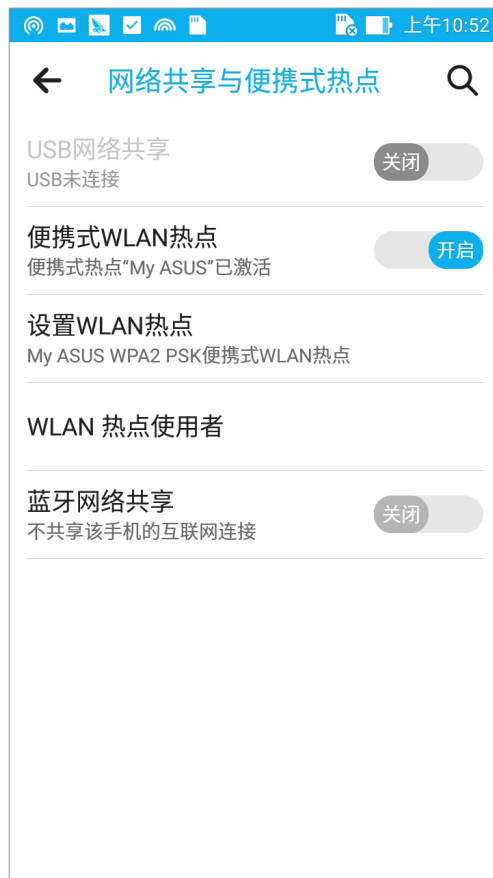 上午10:52
网络共享与便携式热点
USB网络共享
关闭
USB未连接
便携式WLAN热点
开启
便携式热点“My ASUS”已激活
设置WLAN热点
My ASUS WPA2 PSK便携式WLAN热点
WLAN 热点使用者
蓝牙网络共享
关闭
不共享该手机的互联网连接